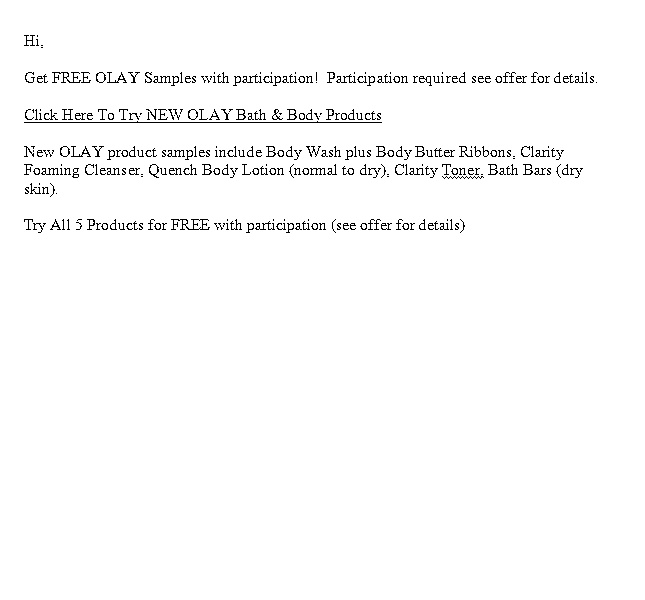 Hi,
Get FREE OLAY Samples with participation!  Participation required see offer for details.
Click Here To Try NEW OLAY Bath & Body Products
New OLAY product samples include Body Wash plus Body Butter Ribbons, Clarity
Foaming Cleanser, Quench Body Lotion (normal to dry), Clarity Toner, Bath Bars (dry
skin).
Try All 5 Products for FREE with participation (see offer for details)